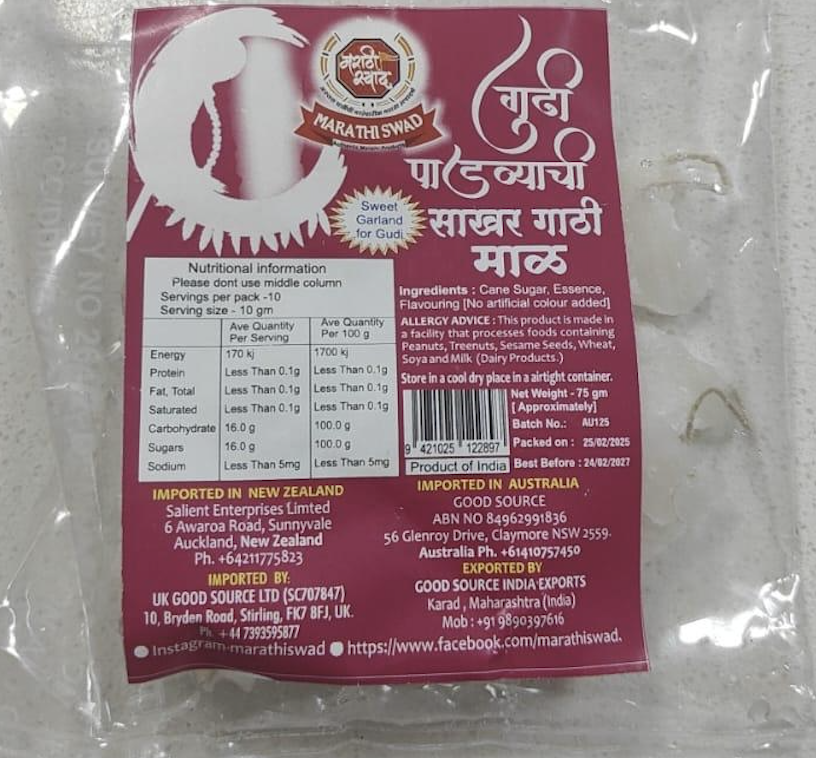 मराठी
स्वाद
MARATHI SWAD
Authentic Marathi Products
गुढी
पाडव्याची
साखर गाठी
माळ
Sweet
Garland
for Gudi
Nutritional information
Please dont use middle column
Servings per pack -10
Serving size - 10 gm
Ave Quantity Per Serving Ave Quantity Per 100 g
Energy 170 kj 1700 kj
Protein Less Than 0.1g Less Than 0.1g
Fat, Total Less Than 0.1g Less Than 0.1g
Saturated Less Than 0.1g Less Than 0.1g
Carbohydrate 16.0 g 100.0 g
Sugars 16.0 g 100.0 g
Sodium Less Than 5mg Less Than 5mg
Ingredients : Cane Sugar, Essence,
Flavouring [No artificial colour added]
ALLERGY ADVICE : This product is made in
a facility that processes foods containing
Peanuts, Treenuts, Sesame Seeds, Wheat,
Soya and Milk (Dairy Products.)
Store in a cool dry place in a airtight container.
9 421025 122897
Product of India
Net Weight - 75 gm
[ Approximately]
Batch No.: AU125
Packed on : 25/02/2025
Best Before : 24/02/2027
IMPORTED IN NEW ZEALAND
Salient Enterprises Limted
6 Awaroa Road, Sunnyvale
Auckland, New Zealand
Ph. +64211775823
IMPORTED BY:
UK GOOD SOURCE LTD (SC707847)
10, Bryden Road, Stirling, FK7 8FJ, UK.
Ph. +44 7393595877
IMPORTED IN AUSTRALIA
GOOD SOURCE
ABN NO 84962991836
56 Glenroy Drive, Claymore NSW 2559.
Australia Ph. +61410757450
EXPORTED BY
GOOD SOURCE INDIA EXPORTS
Karad , Maharashtra (India)
Mob : +91 9890397616
Instagram-marathiswad https://www.facebook.com/marathiswad.